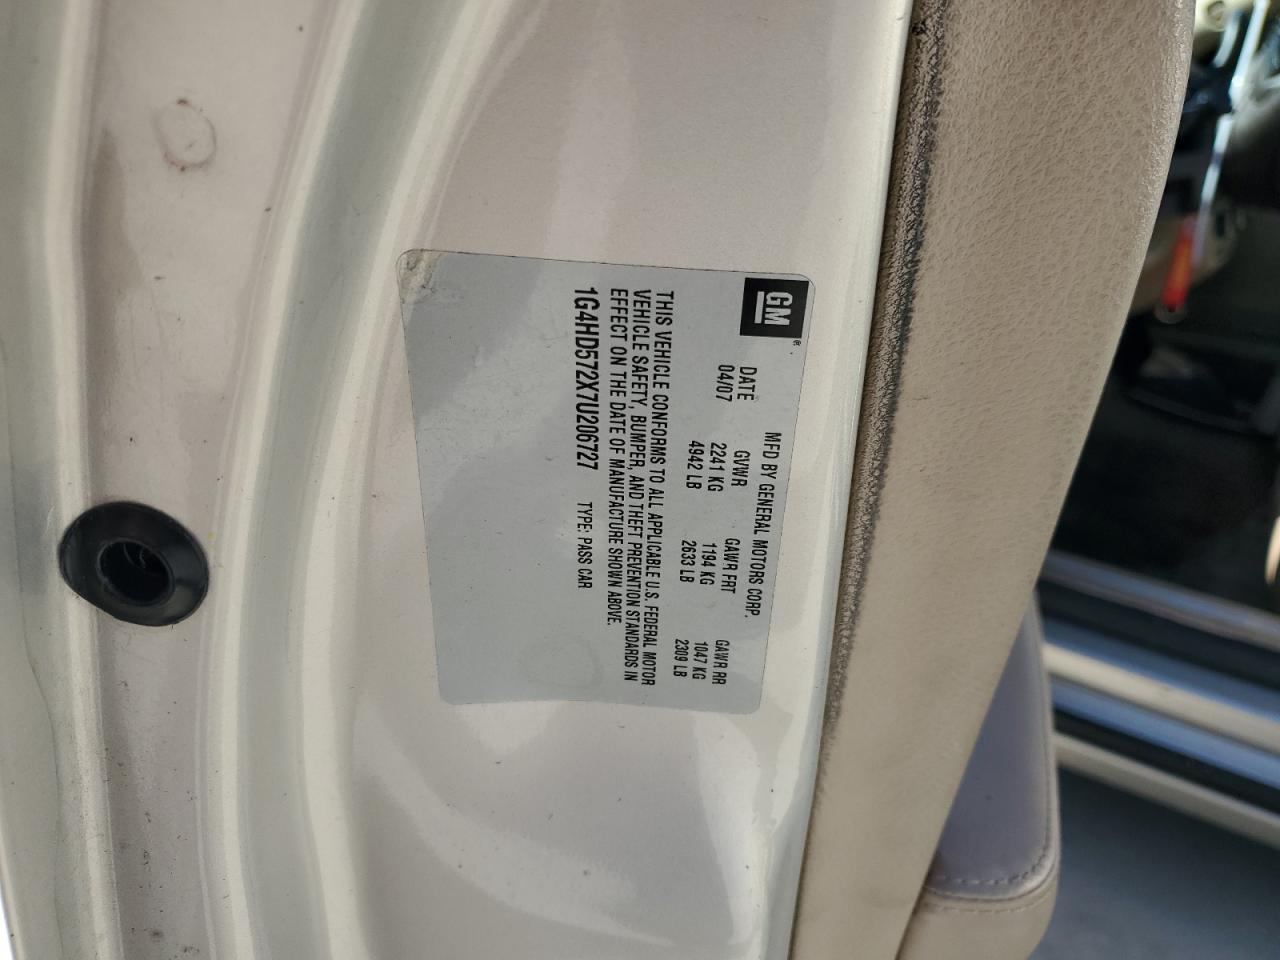 GM®
MFD BY GENERAL MOTORS CORP.
DATE GVWR GAWR FRT GAWR RR
04/07 2241 KG 1194 KG 1047 KG
4942 LB 2633 LB 2309 LB
THIS VEHICLE CONFORMS TO ALL APPLICABLE U.S. FEDERAL MOTOR
VEHICLE SAFETY, BUMPER, AND THEFT PREVENTION STANDARDS IN
EFFECT ON THE DATE OF MANUFACTURE SHOWN ABOVE.
1G4HD572X7U206727 TYPE: PASS CAR